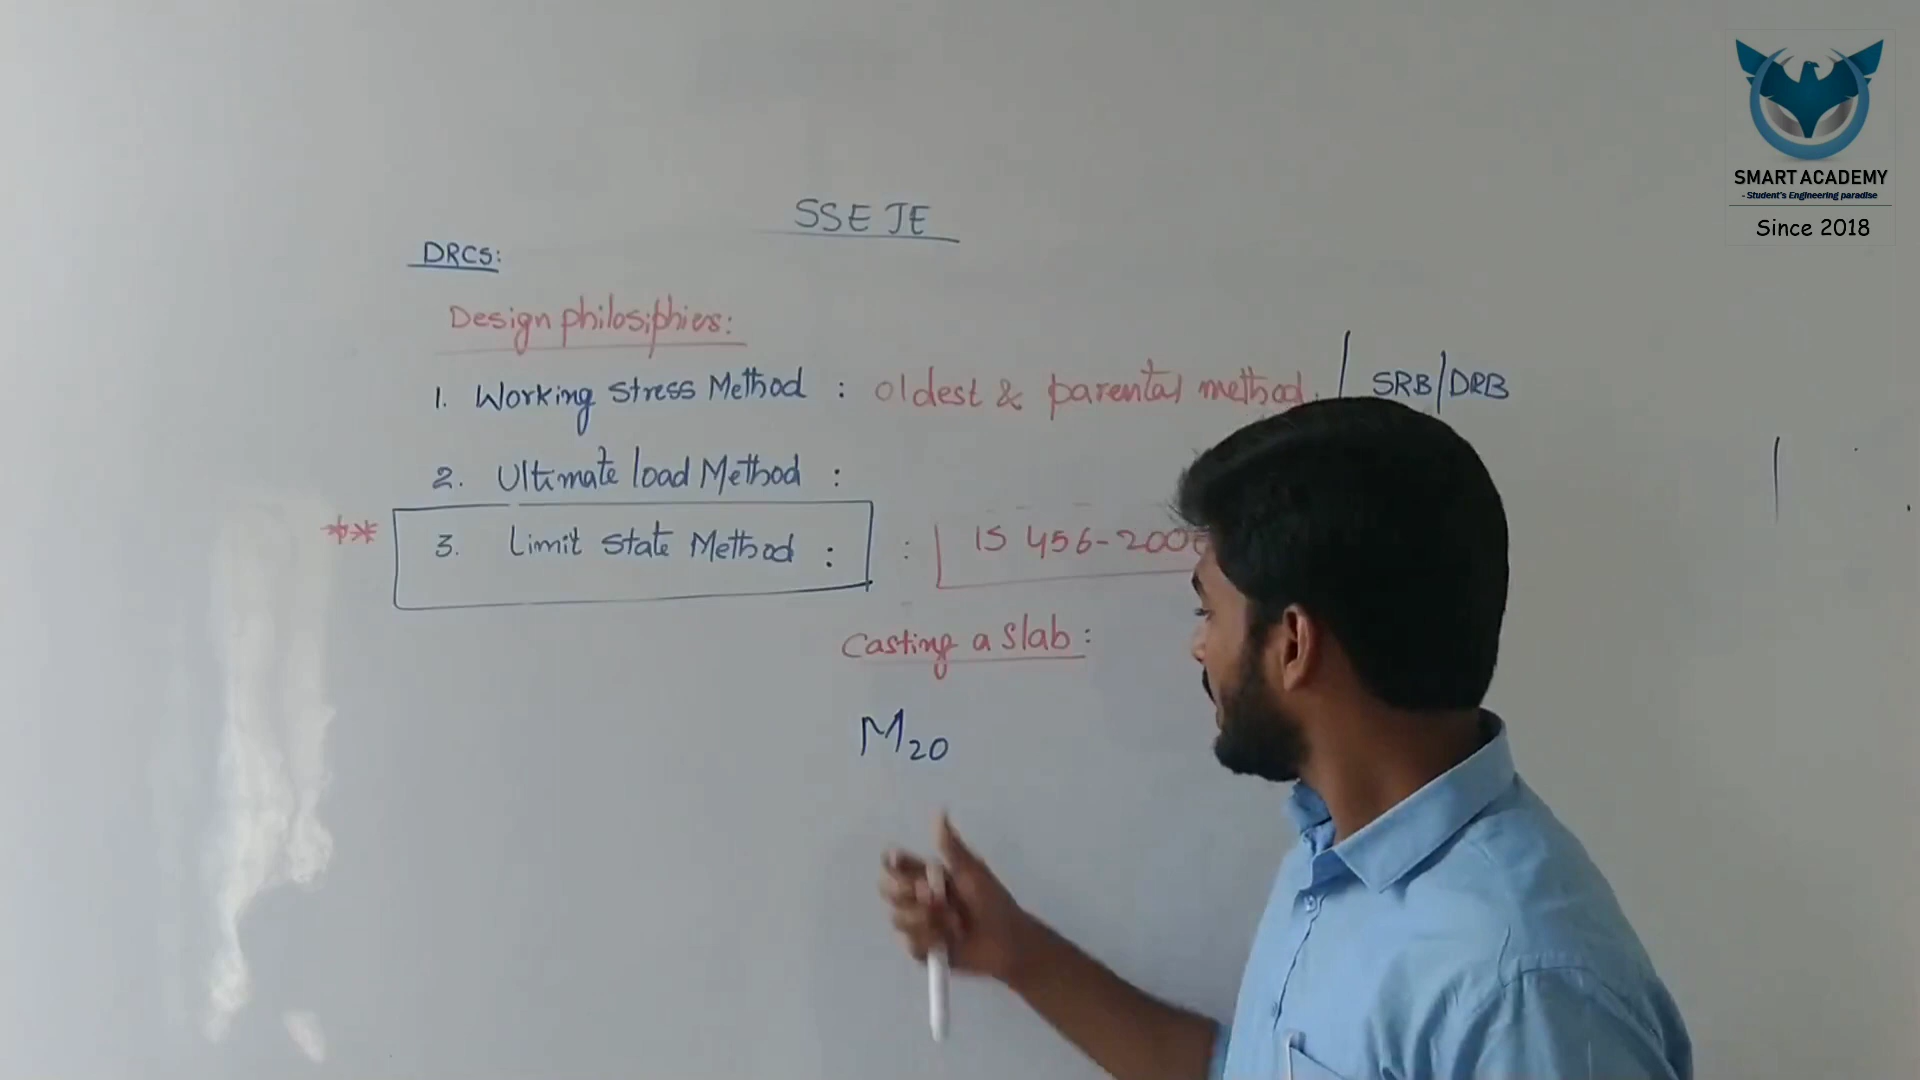 SMART ACADEMY
- Student's Engineering paradise
Since 2018
SSE JE
DRCS:
Design philosiphies:
1. Working Stress Method : oldest & parental method. / SRB/DRB
2. Ultimate load Method :
** 3. Limit State Method : : IS 456-200
Casting a Slab:
M20